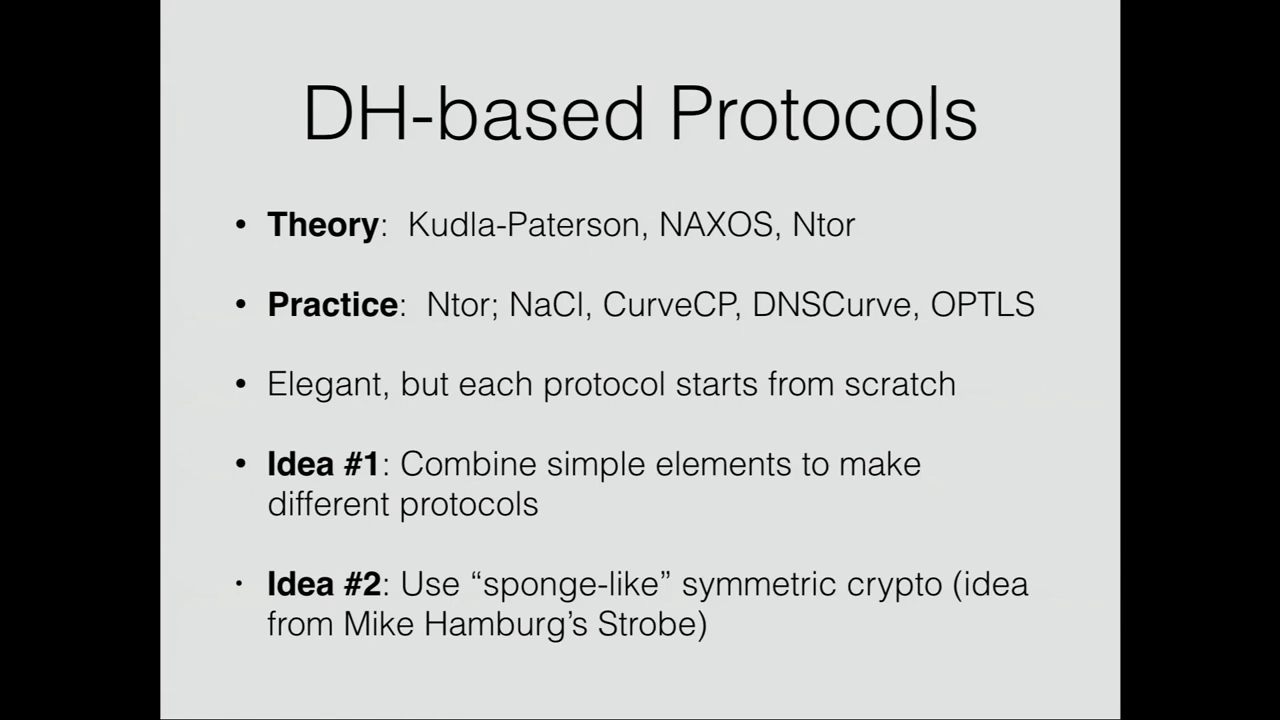 DH-based Protocols
• Theory: Kudla-Paterson, NAXOS, Ntor
• Practice: Ntor; NaCl, CurveCP, DNSCurve, OPTLS
• Elegant, but each protocol starts from scratch
• Idea #1: Combine simple elements to make
different protocols
• Idea #2: Use “sponge-like” symmetric crypto (idea
from Mike Hamburg’s Strobe)